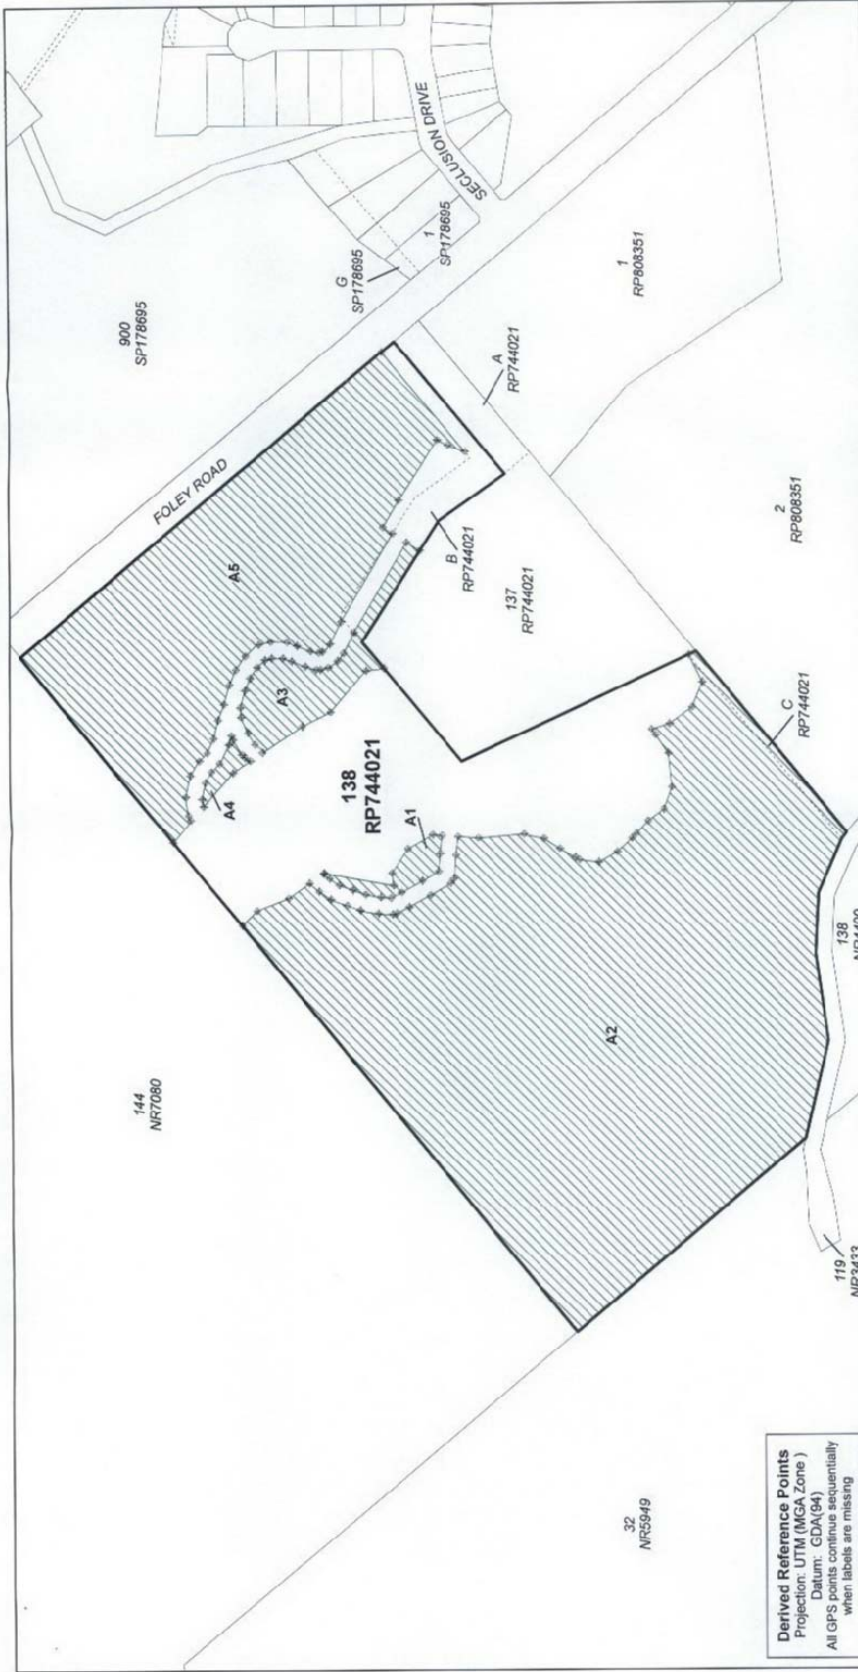 900
SP178695
G
SP178695
1
SP178695
SECLUSION DRIVE
FOLEY ROAD
1
RP808351
A
RP744021
2
RP808351
A5
B
RP744021
137
RP744021
A3
A4
138
RP744021
C
RP744021
A1
A2
138
144
NR7080
119
NR3433
32
NR5949
Derived Reference Points
Projection: UTM (MGA Zone )
Datum: GDA(94)
All GPS points continue sequentially
when labels are missing